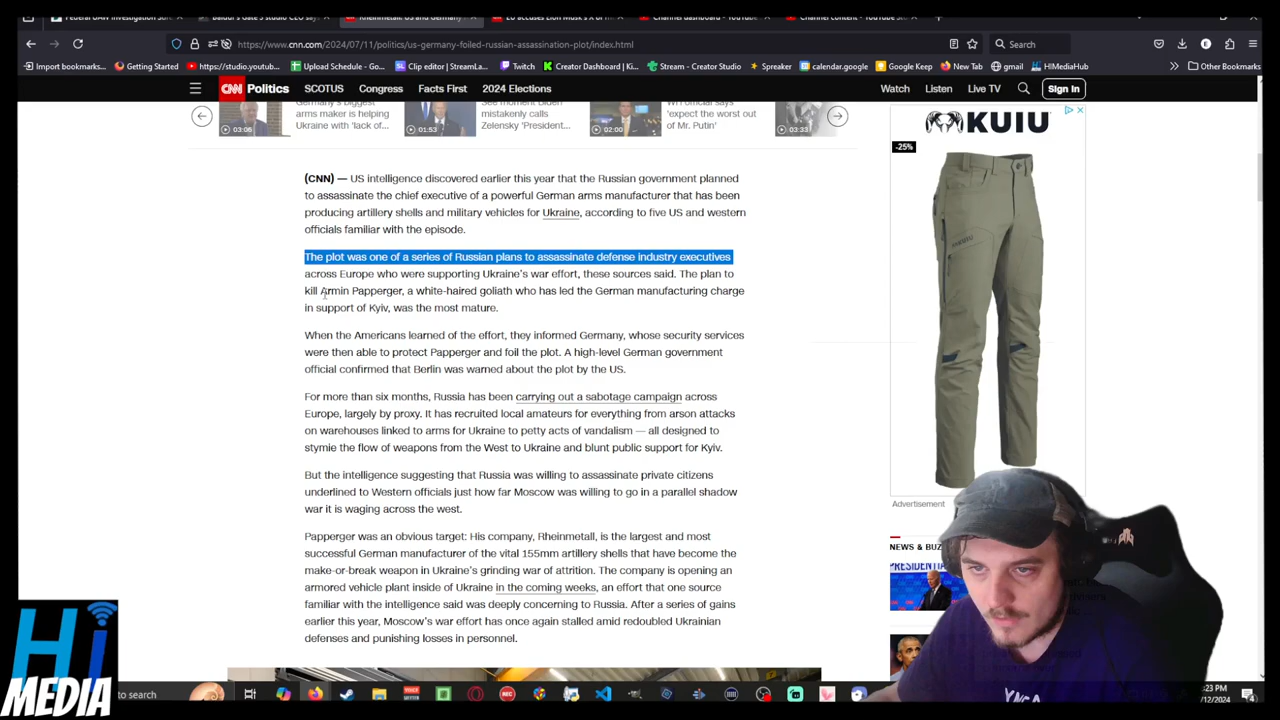 https://www.cnn.com/2024/07/11/politics/us-germany-foiled-russian-assassination-plot/index.html
Search
Import bookmarks...
Getting Started
https://studio.youtub...
Upload Schedule - Go...
Clip editor | StreamLa...
Twitch
Creator Dashboard | Ki...
Stream - Creator Studio
Spreaker
calendar.google
Google Keep
New Tab
gmail
HIMediaHub
Other Bookmarks
CNN Politics
SCOTUS
Congress
Facts First
2024 Elections
Watch
Listen
Live TV
Sign In
Germany's biggest
arms maker is helping
Ukraine with 'lack of...
03:06
See moment Biden
mistakenly calls
Zelensky 'President...
01:53
WH official says
'expect the worst out
of Mr. Putin'
02:00
03:33
(CNN) — US intelligence discovered earlier this year that the Russian government planned
to assassinate the chief executive of a powerful German arms manufacturer that has been
producing artillery shells and military vehicles for Ukraine, according to five US and western
officials familiar with the episode.
The plot was one of a series of Russian plans to assassinate defense industry executives
across Europe who were supporting Ukraine's war effort, these sources said. The plan to
kill Armin Papperger, a white-haired goliath who has led the German manufacturing charge
in support of Kyiv, was the most mature.
When the Americans learned of the effort, they informed Germany, whose security services
were then able to protect Papperger and foil the plot. A high-level German government
official confirmed that Berlin was warned about the plot by the US.
For more than six months, Russia has been carrying out a sabotage campaign across
Europe, largely by proxy. It has recruited local amateurs for everything from arson attacks
on warehouses linked to arms for Ukraine to petty acts of vandalism — all designed to
stymie the flow of weapons from the West to Ukraine and blunt public support for Kyiv.
But the intelligence suggesting that Russia was willing to assassinate private citizens
underlined to Western officials just how far Moscow was willing to go in a parallel shadow
war it is waging across the west.
Papperger was an obvious target: His company, Rheinmetall, is the largest and most
successful German manufacturer of the vital 155mm artillery shells that have become the
make-or-break weapon in Ukraine's grinding war of attrition. The company is opening an
armored vehicle plant inside of Ukraine in the coming weeks, an effort that one source
familiar with the intelligence said was deeply concerning to Russia. After a series of gains
earlier this year, Moscow's war effort has once again stalled amid redoubled Ukrainian
defenses and punishing losses in personnel.
KUIU
-25%
Advertisement
NEWS & BUZ
PRESIDENTI
Hi
MEDIA
to search
:23 PM
/12/2024